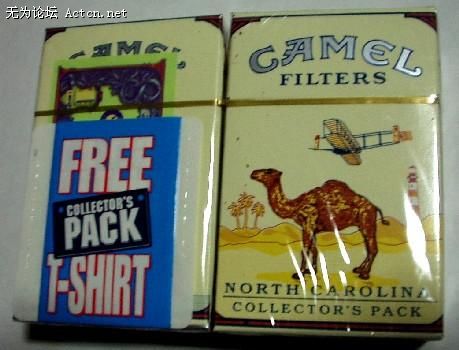 无为论坛 Actcn.net
CAMEL
FREE
COLLECTOR'S
PACK
T-SHIRT
CAMEL
FILTERS
NORTH CAROLINA
COLLECTOR'S PACK